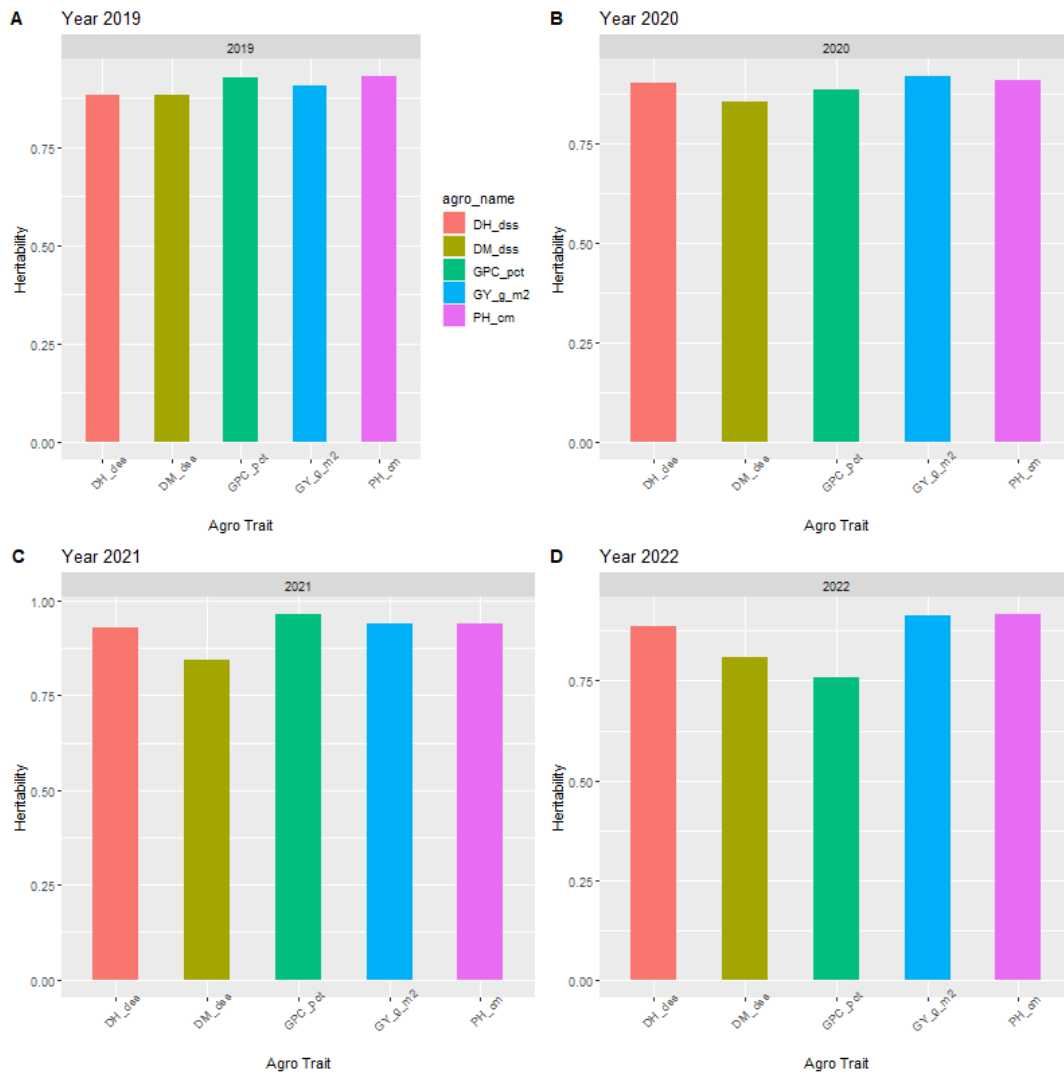 A Year 2019
2019
0.75
0.50
0.25
0.00
Heritability
DH_dss
DM_dss
GPC_pct
GY_g_m2
PH_cm
Agro Trait
agro_name
DH_dss
DM_dss
GPC_pct
GY_g_m2
PH_cm
B Year 2020
2020
0.75
0.50
0.25
0.00
Heritability
DH_dss
DM_dss
GPC_pct
GY_g_m2
PH_cm
Agro Trait
C Year 2021
2021
1.00
0.75
0.50
0.25
0.00
Heritability
DH_dss
DM_dss
GPC_pct
GY_g_m2
PH_cm
Agro Trait
D Year 2022
2022
0.75
0.50
0.25
0.00
Heritability
DH_dss
DM_dss
GPC_pct
GY_g_m2
PH_cm
Agro Trait